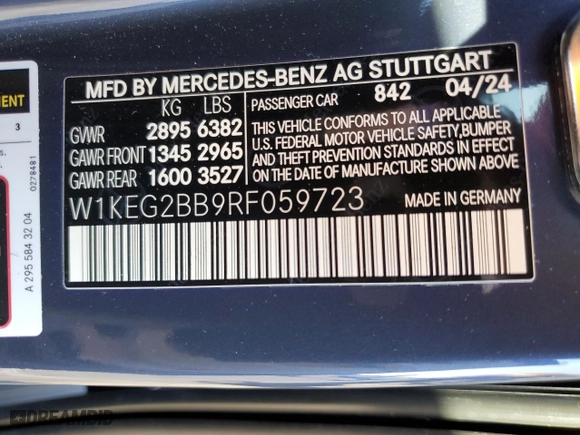 MFD BY MERCEDES-BENZ AG STUTTGART
KG LBS
GVWR 2895 6382
GAWR FRONT 1345 2965
GAWR REAR 1600 3527
PASSENGER CAR 842 04/24
THIS VEHICLE CONFORMS TO ALL APPLICABLE
U.S. FEDERAL MOTOR VEHICLE SAFETY, BUMPER
AND THEFT PREVENTION STANDARDS IN EFFECT
ON THE DATE OF MANUFACTURE SHOWN ABOVE
MADE IN GERMANY
W1KEG2BB9RF059723
3
0278481
A 295 584 32 04
DREAMBID